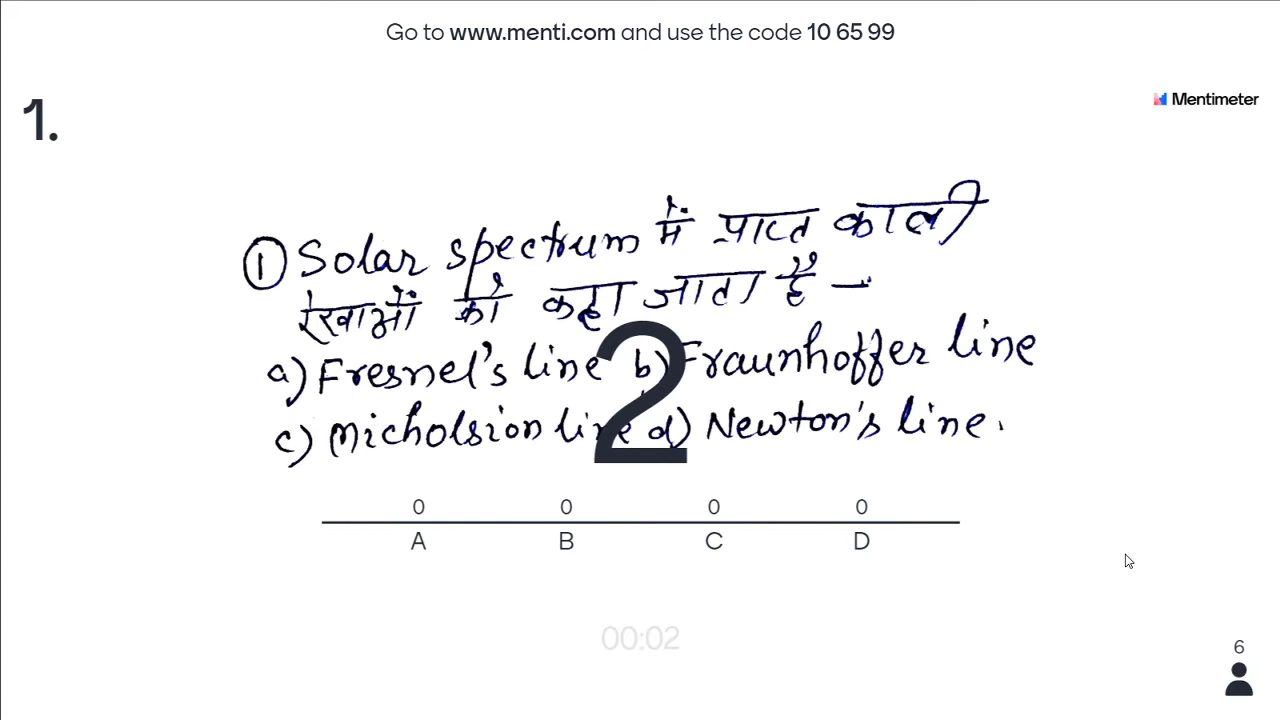 Go to www.menti.com and use the code 10 65 99
Mentimeter
1.
① Solar spectrum में प्राप्त काली
रेखाओं को कहा जाता है —
a) Fresnel's line b) Fraunhoffer line
c) Micholsion line d) Newton's line.
2
0 0 0 0
A B C D
00:02
6